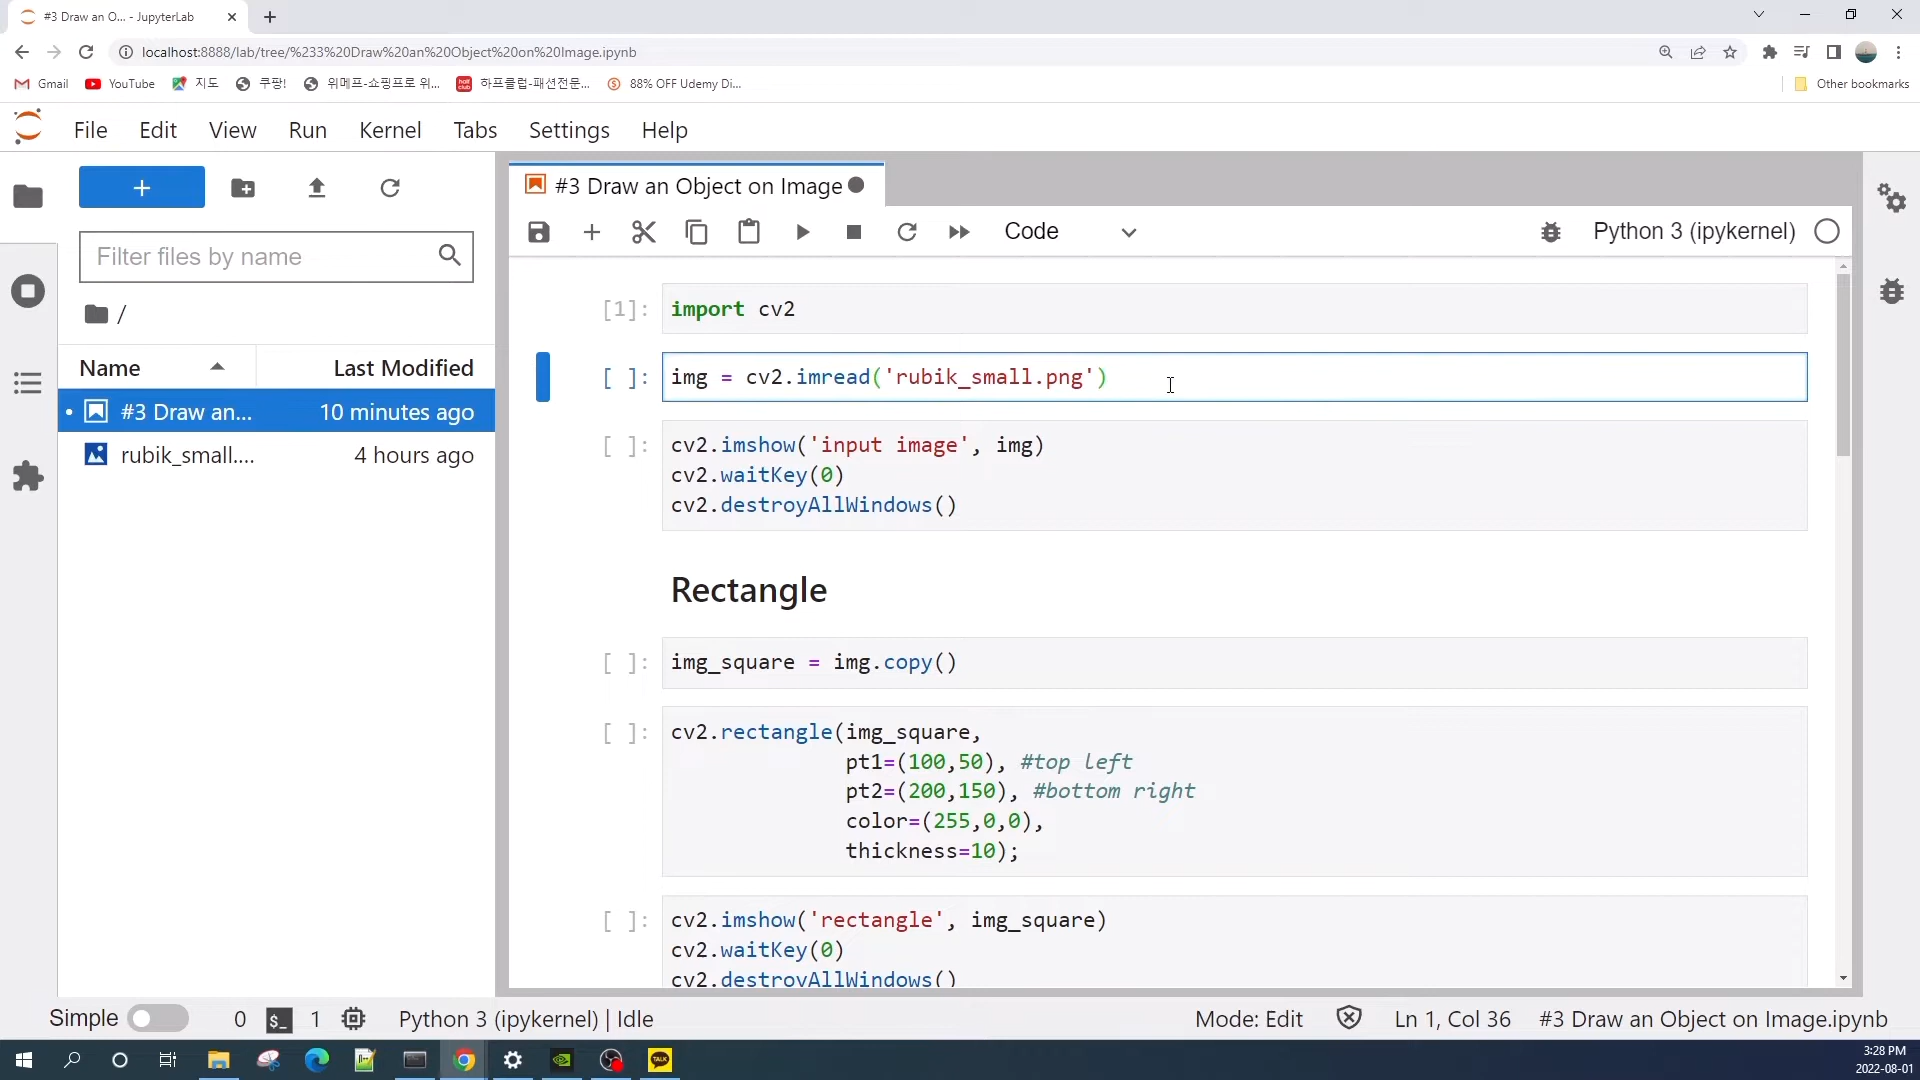 #3 Draw an O... - JupyterLab
localhost:8888/lab/tree/%233%20Draw%20an%20Object%20on%20Image.ipynb
Gmail
YouTube
지도
쿠팡!
위메프-쇼핑프로 위...
하프클럽-패션전문...
88% OFF Udemy Di...
Other bookmarks
File
Edit
View
Run
Kernel
Tabs
Settings
Help
Filter files by name
/
Name
Last Modified
#3 Draw an...
10 minutes ago
rubik_small....
4 hours ago
#3 Draw an Object on Image
Code
Python 3 (ipykernel)
[1]: import cv2
[ ]: img = cv2.imread('rubik_small.png')
[ ]: cv2.imshow('input image', img)
cv2.waitKey(0)
cv2.destroyAllWindows()
Rectangle
[ ]: img_square = img.copy()
[ ]: cv2.rectangle(img_square,
pt1=(100,50), #top left
pt2=(200,150), #bottom right
color=(255,0,0),
thickness=10);
[ ]: cv2.imshow('rectangle', img_square)
cv2.waitKey(0)
cv2.destroyAllWindows()
Simple
0
$_
1
Python 3 (ipykernel) | Idle
Mode: Edit
Ln 1, Col 36
#3 Draw an Object on Image.ipynb
TALK
3:28 PM
2022-08-01